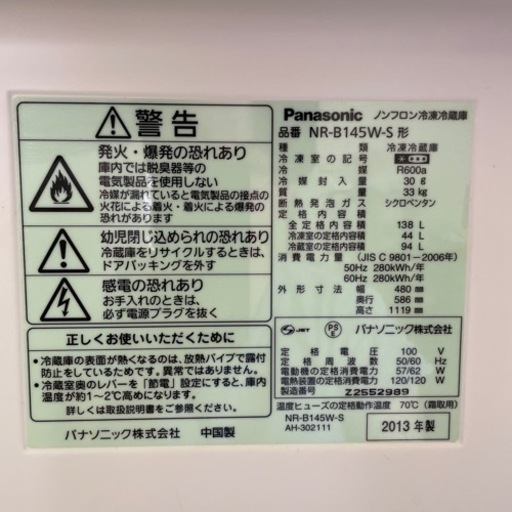 警告
発火・爆発の恐れあり
庫内では脱臭器等の
電気製品を使用しない
冷媒が漏れていると電気製品の接点の
火花による着火・着火による爆発の
恐れがあります
幼児閉じ込められの恐れあり
冷蔵庫をリサイクルするときは、
ドアパッキングを外す
感電の恐れあり
お手入れのときは、
必ず電源プラグを抜く
正しくお使いいただくために
•冷蔵庫の表面が熱くなるのは、放熱パイプで露付
防止をしているためです。異常ではありません。
•冷蔵室奥のレバーを「節電」設定にすると、庫内
温度が約1~2℃高めになります。
詳しくは取扱説明書をご参照ください。
パナソニック株式会社 中国製
Panasonic ノンフロン冷凍冷蔵庫
品番 NR-B145W-S 形
種類 冷凍冷蔵庫
冷凍室の記号
冷媒 R600a
冷媒封入量 30g
質量 33kg
断熱発泡ガス シクロペンタン
定格内容積
全定格内容積 138 L
冷凍室の定格内容積 44 L
冷蔵室の定格内容積 94 L
消費電力量 (JIS C 9801-2006年)
50Hz 280kWh/年
60Hz 280kWh/年
外形寸法 幅 480 mm
奥行 586 mm
高さ 1119 mm
JET PS E パナソニック株式会社
定格電圧 100 V
定格周波数 50/60 Hz
電動機の定格消費電力 57/62 W
電熱装置の定格消費電力 120/120 W
製造番号 Z2552989
温度ヒューズの定格動作温度 70℃ (霜取用)
NR-B145W-S
AH-302111
2013 年製